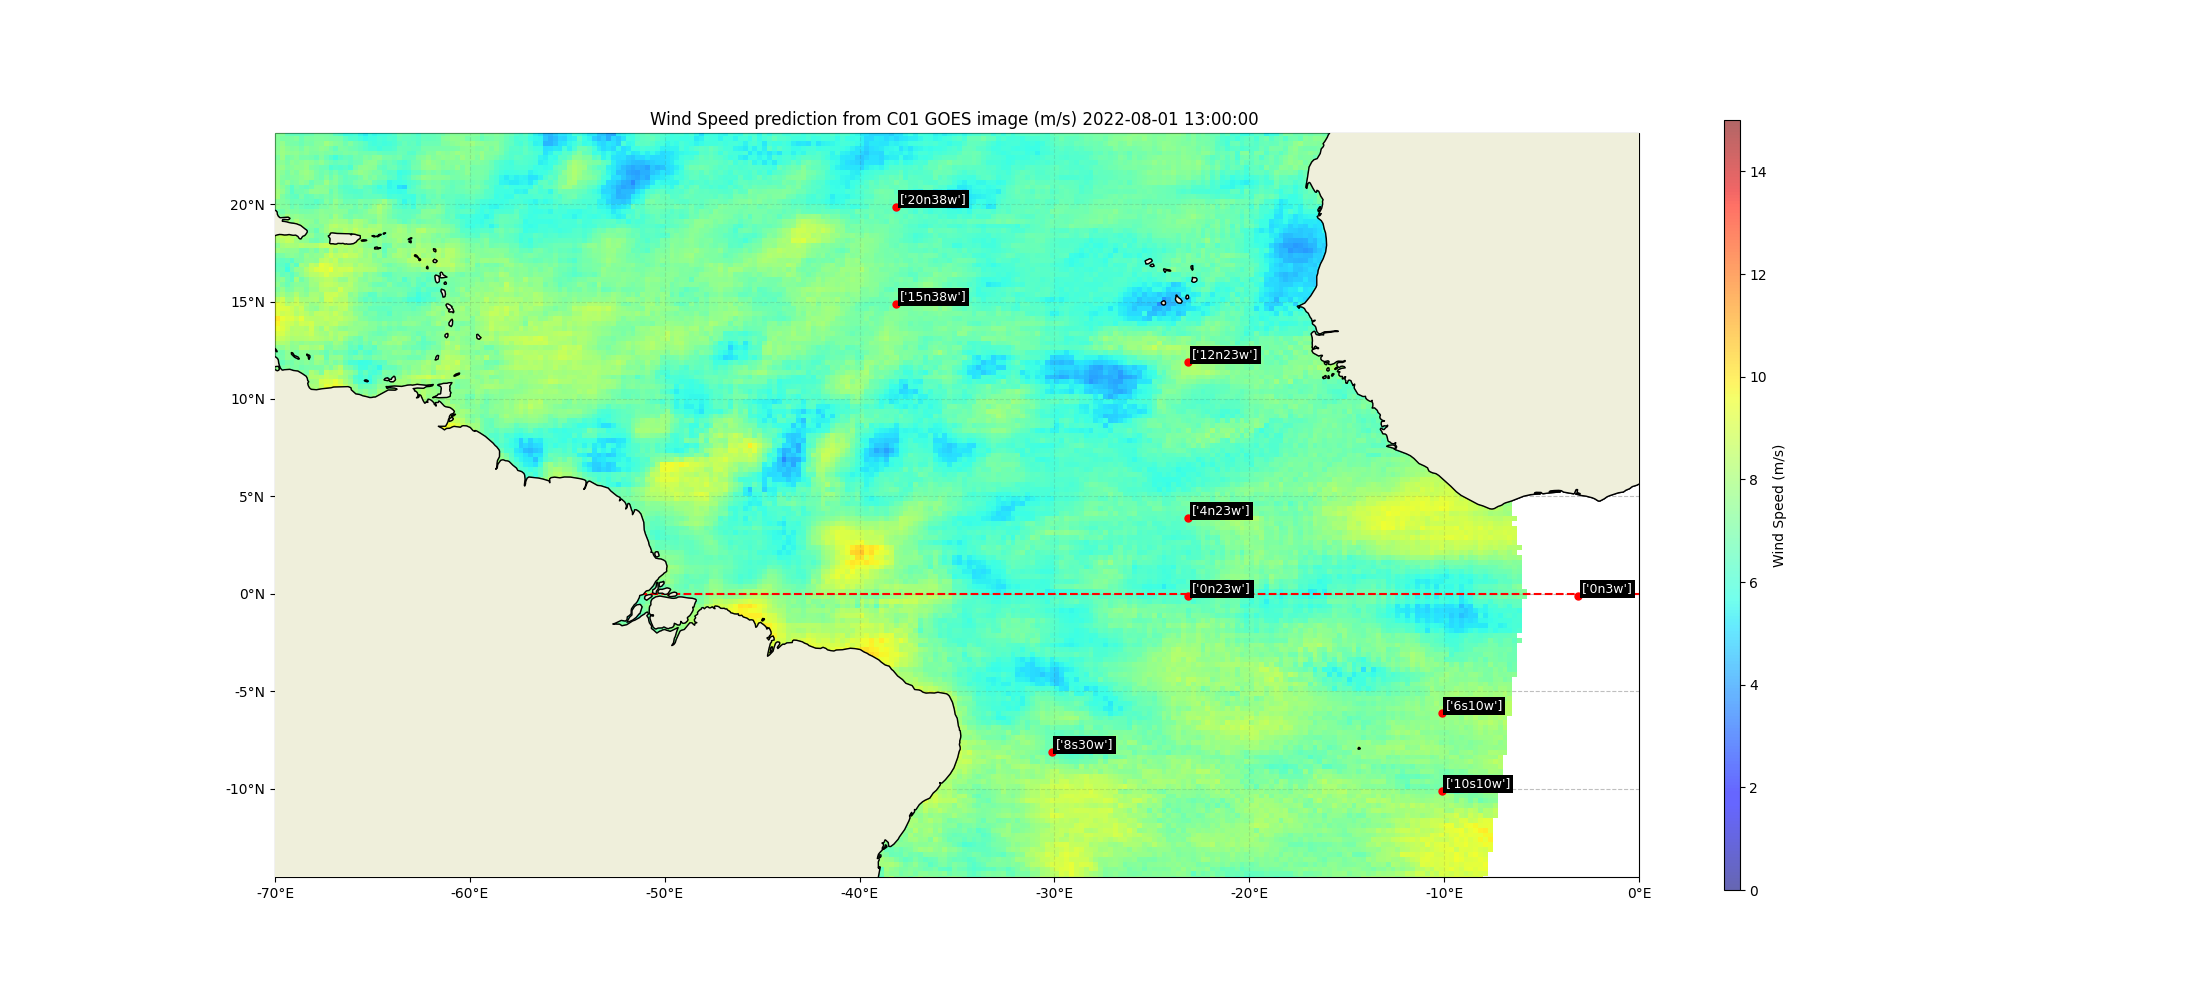 Wind Speed prediction from C01 GOES image (m/s) 2022-08-01 13:00:00
20°N
15°N
10°N
5°N
0°N
-5°N
-10°N
-70°E
-60°E
-50°E
-40°E
-30°E
-20°E
-10°E
0°E
['20n38w']
['15n38w']
['12n23w']
['4n23w']
['0n23w']
['0n3w']
['6s10w']
['8s30w']
['10s10w']
14
12
10
8
6
4
2
0
Wind Speed (m/s)